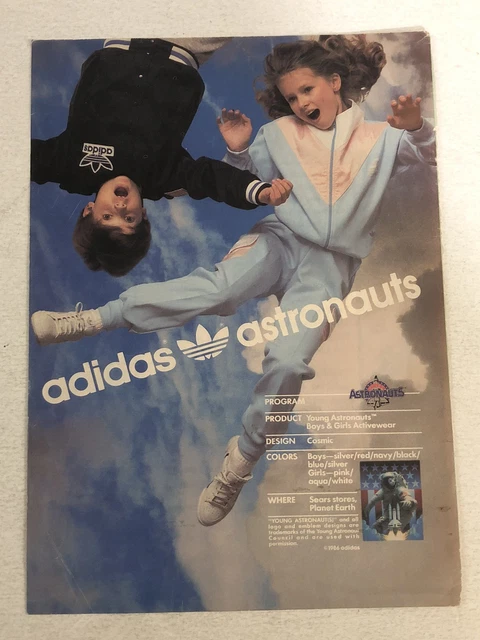 adidas
adidas astronauts
PROGRAM ASTRONAUTS
PRODUCT Young Astronauts™
Boys & Girls Activewear
DESIGN Cosmic
COLORS Boys—silver/red/navy/black/
blue/silver
Girls—pink/
aqua/white
WHERE Sears stores,
Planet Earth
"YOUNG ASTRONAUT(S)" and all
logo and emblem designs are
trademarks of the Young Astronaut
Council and are used with
permission.
©1986 adidas